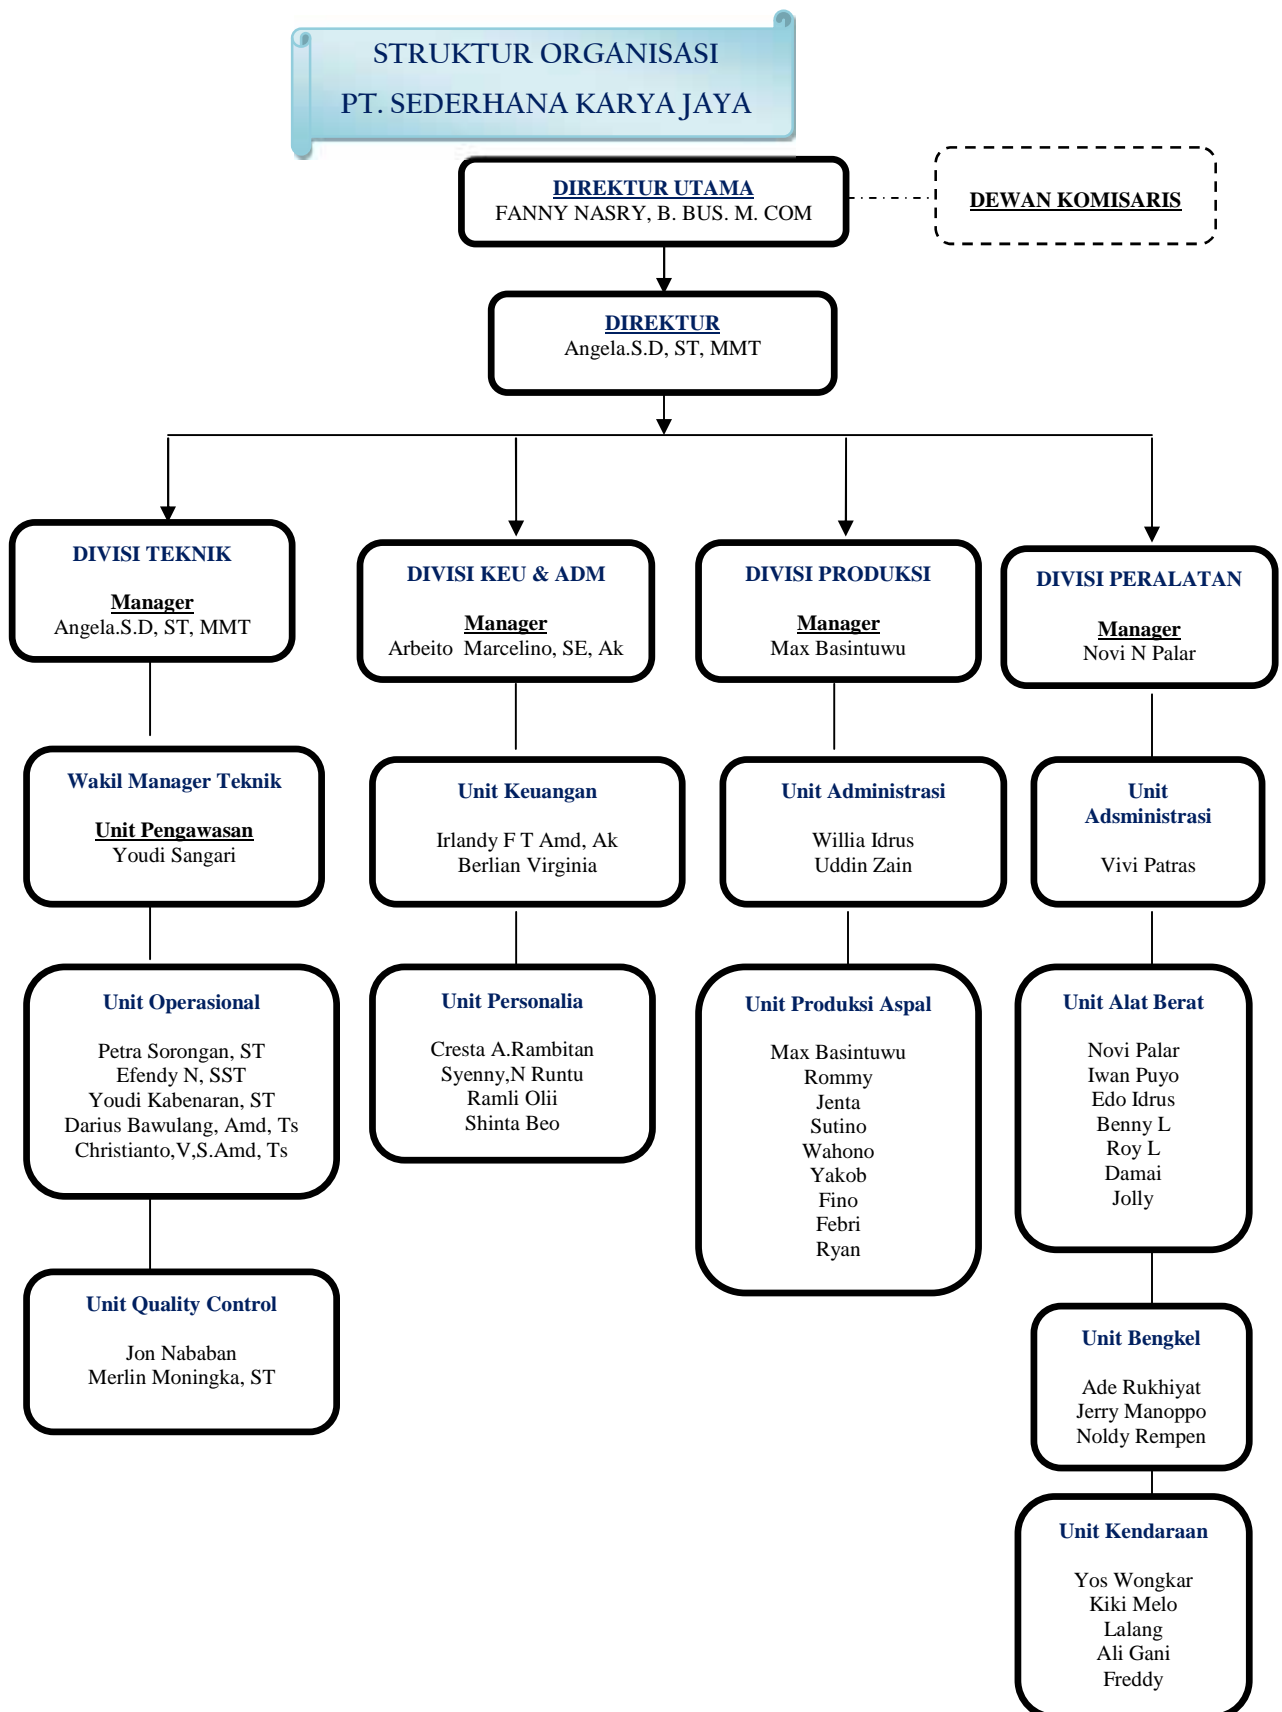 STRUKTUR ORGANISASI
PT. SEDERHANA KARYA JAYA
DIREKTUR UTAMA
FANNY NASRY, B. BUS. M. COM
DEWAN KOMISARIS
DIREKTUR
Angela.S.D, ST, MMT
DIVISI TEKNIK
Manager
Angela.S.D, ST, MMT
DIVISI KEU & ADM
Manager
Arbeito Marcelino, SE, Ak
DIVISI PRODUKSI
Manager
Max Basintuwu
DIVISI PERALATAN
Manager
Novi N Palar
Wakil Manager Teknik
Unit Pengawasan
Youdi Sangari
Unit Keuangan
Irlandy F T Amd, Ak
Berlian Virginia
Unit Administrasi
Willia Idrus
Uddin Zain
Unit
Adsministrasi
Vivi Patras
Unit Operasional
Petra Sorongan, ST
Efendy N, SST
Youdi Kabenaran, ST
Darius Bawulang, Amd, Ts
Christianto,V,S.Amd, Ts
Unit Personalia
Cresta A.Rambitan
Syenny,N Runtu
Ramli Olii
Shinta Beo
Unit Produksi Aspal
Max Basintuwu
Rommy
Jenta
Sutino
Wahono
Yakob
Fino
Febri
Ryan
Unit Alat Berat
Novi Palar
Iwan Puyo
Edo Idrus
Benny L
Roy L
Damai
Jolly
Unit Quality Control
Jon Nababan
Merlin Moningka, ST
Unit Bengkel
Ade Rukhiyat
Jerry Manoppo
Noldy Rempen
Unit Kendaraan
Yos Wongkar
Kiki Melo
Lalang
Ali Gani
Freddy